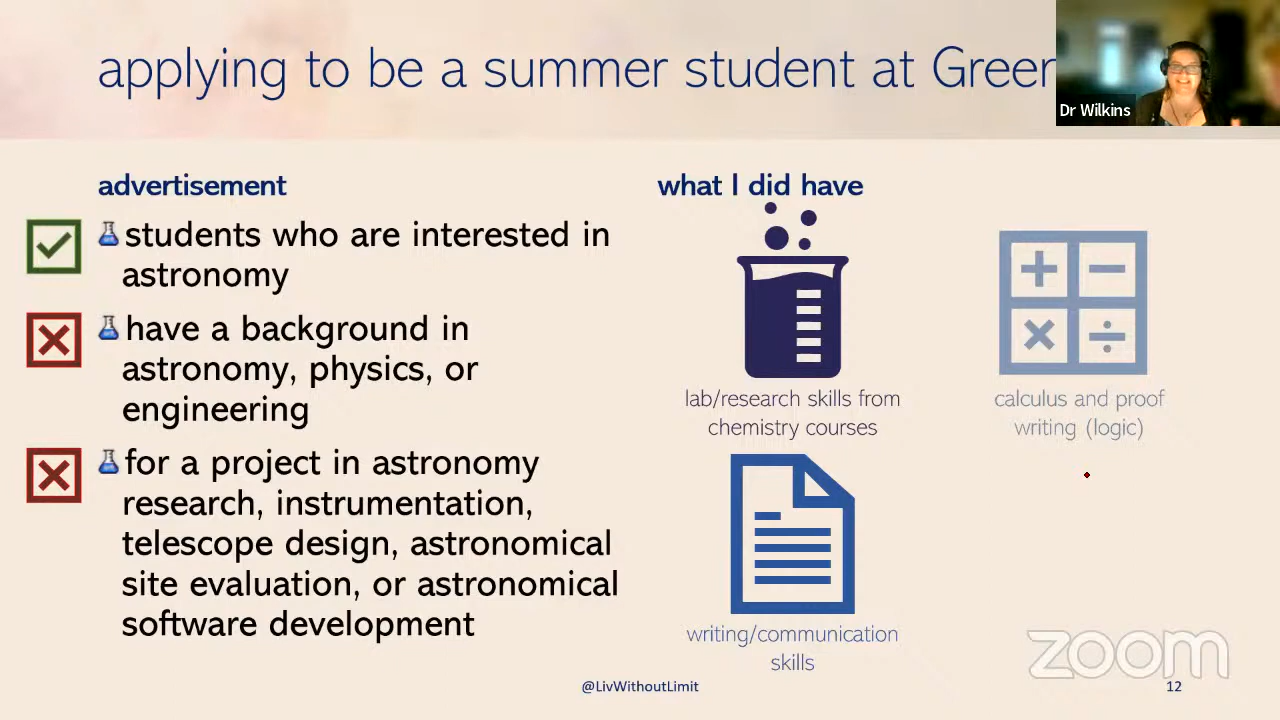 applying to be a summer student at Green
Dr Wilkins
advertisement
students who are interested in
astronomy
have a background in
astronomy, physics, or
engineering
for a project in astronomy
research, instrumentation,
telescope design, astronomical
site evaluation, or astronomical
software development
what I did have
lab/research skills from
chemistry courses
calculus and proof
writing (logic)
writing/communication
skills
@LivWithoutLimit
12
zoom